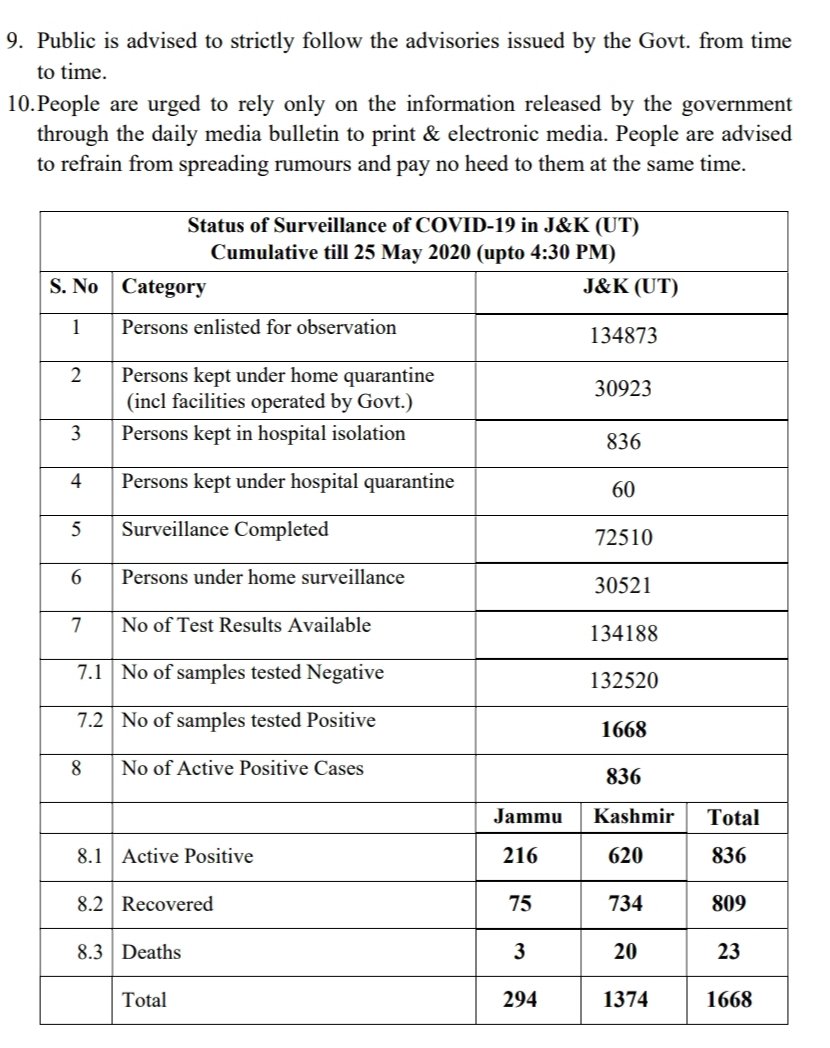 9. Public is advised to strictly follow the advisories issued by the Govt. from time
to time.
10.People are urged to rely only on the information released by the government
through the daily media bulletin to print & electronic media. People are advised
to refrain from spreading rumours and pay no heed to them at the same time.
Status of Surveillance of COVID-19 in J&K (UT)
Cumulative till 25 May 2020 (upto 4:30 PM)
S. No Category J&K (UT)
1 Persons enlisted for observation 134873
2 Persons kept under home quarantine
(incl facilities operated by Govt.) 30923
3 Persons kept in hospital isolation 836
4 Persons kept under hospital quarantine 60
5 Surveillance Completed 72510
6 Persons under home surveillance 30521
7 No of Test Results Available 134188
7.1 No of samples tested Negative 132520
7.2 No of samples tested Positive 1668
8 No of Active Positive Cases 836
Jammu Kashmir Total
8.1 Active Positive 216 620 836
8.2 Recovered 75 734 809
8.3 Deaths 3 20 23
Total 294 1374 1668